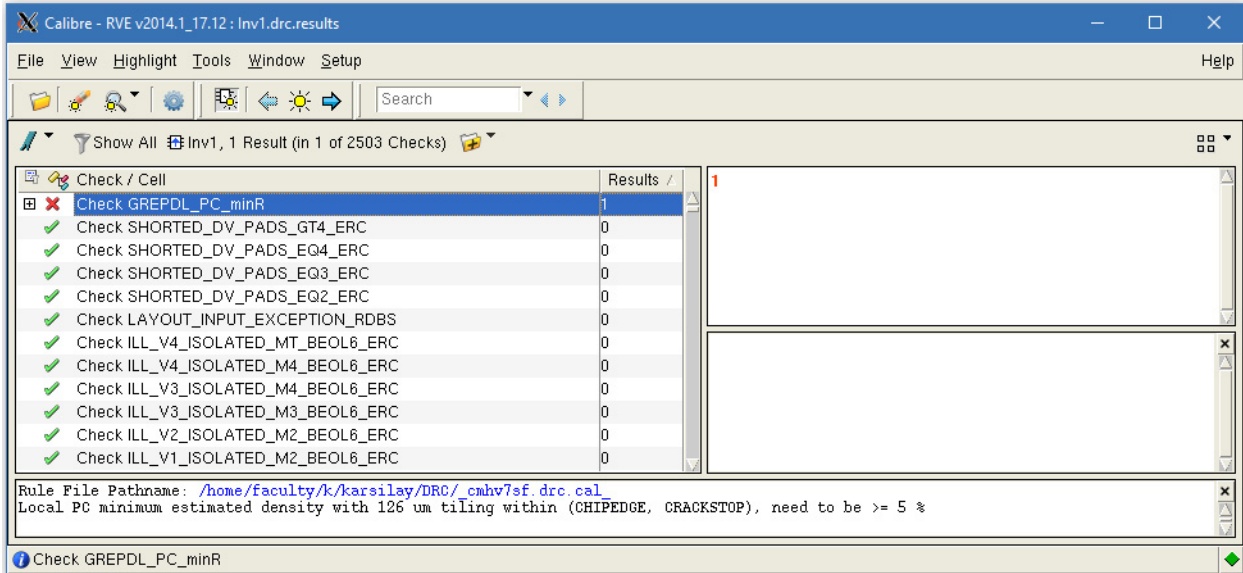 Calibre - RVE v2014.1_17.12 : Inv1.drc.results
File View Highlight Tools Window Setup Help
Search
Show All Inv1, 1 Result (in 1 of 2503 Checks)
Check / Cell Results
Check GREPDL_PC_minR 1
Check SHORTED_DV_PADS_GT4_ERC 0
Check SHORTED_DV_PADS_EQ4_ERC 0
Check SHORTED_DV_PADS_EQ3_ERC 0
Check SHORTED_DV_PADS_EQ2_ERC 0
Check LAYOUT_INPUT_EXCEPTION_RDBS 0
Check ILL_V4_ISOLATED_MT_BEOL6_ERC 0
Check ILL_V4_ISOLATED_M4_BEOL6_ERC 0
Check ILL_V3_ISOLATED_M4_BEOL6_ERC 0
Check ILL_V3_ISOLATED_M3_BEOL6_ERC 0
Check ILL_V2_ISOLATED_M2_BEOL6_ERC 0
Check ILL_V1_ISOLATED_M2_BEOL6_ERC 0
1
Rule File Pathname: /home/faculty/k/karsilay/DRC/_cmhv7sf.drc.cal_
Local PC minimum estimated density with 126 um tiling within (CHIPEDGE, CRACKSTOP), need to be >= 5 %
Check GREPDL_PC_minR